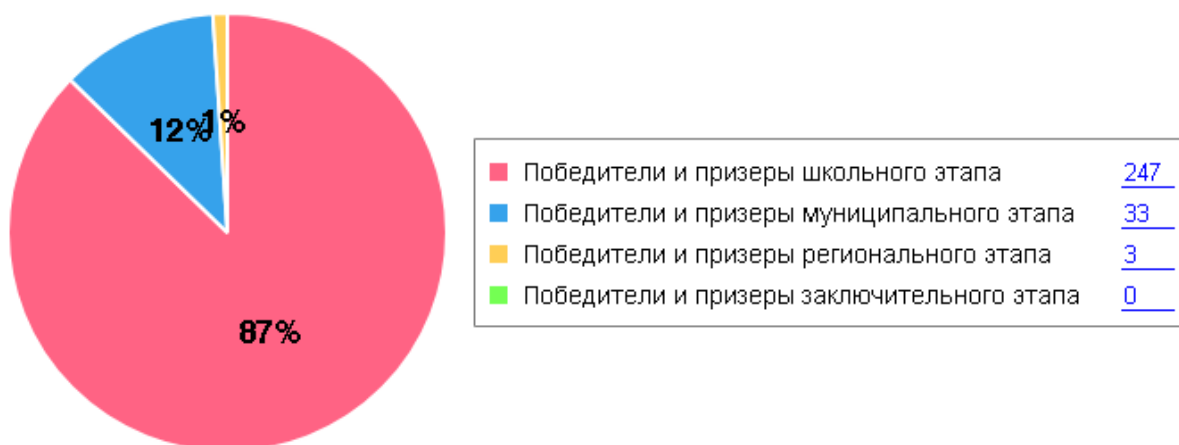 12%
1%
87%
Победители и призеры школьного этапа 247
Победители и призеры муниципального этапа 33
Победители и призеры регионального этапа 3
Победители и призеры заключительного этапа 0